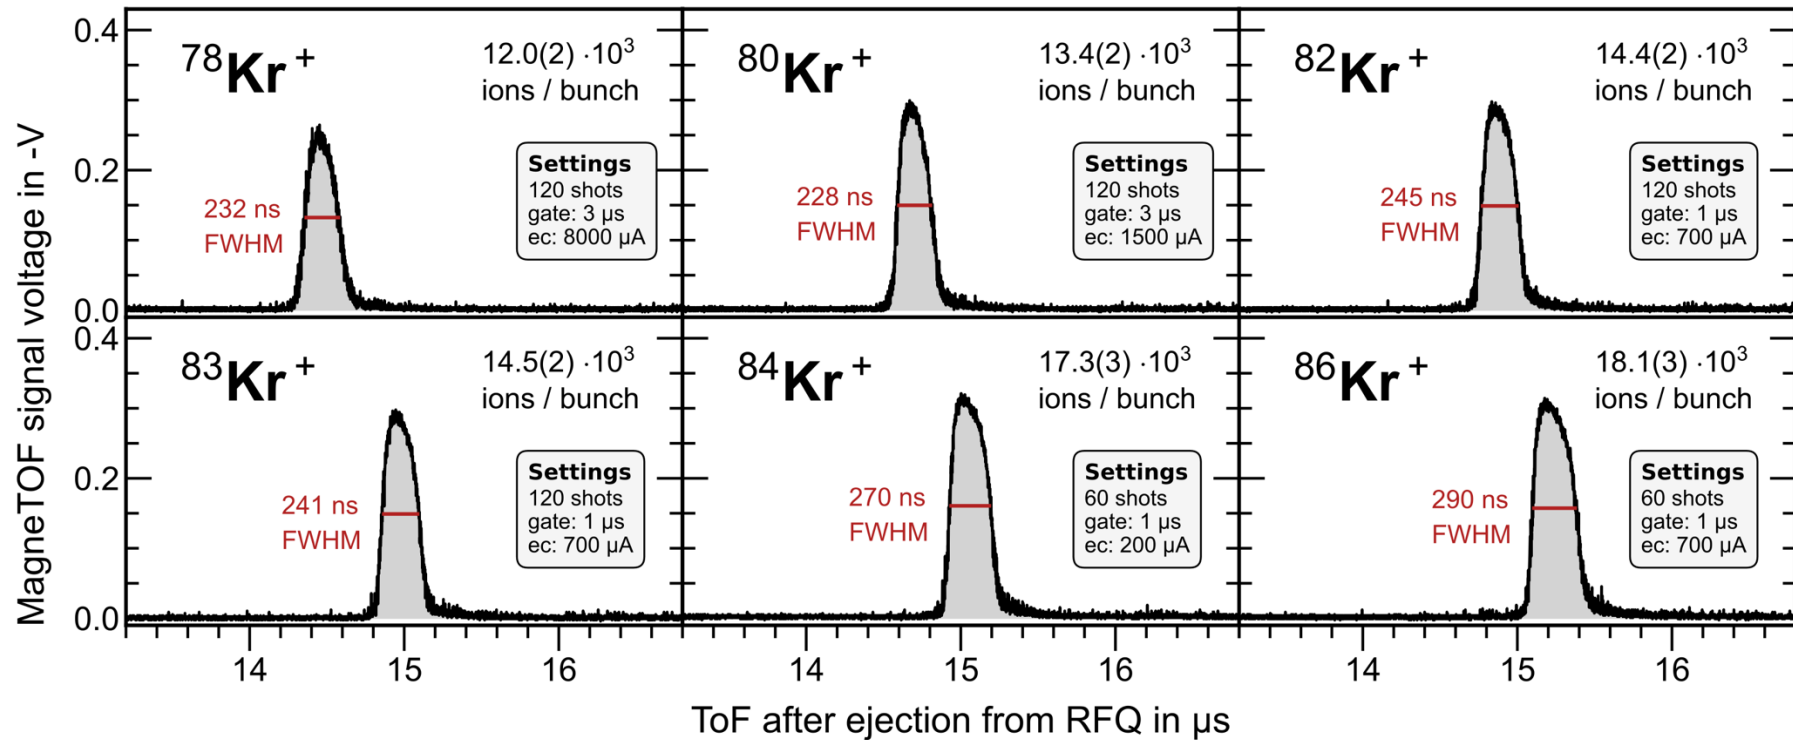 MagneTOF signal voltage in -V
0.4
0.2
0.0
⁷⁸Kr⁺
12.0(2) ·10³
ions / bunch
232 ns
FWHM
Settings
120 shots
gate: 3 µs
ec: 8000 µA
⁸⁰Kr⁺
13.4(2) ·10³
ions / bunch
228 ns
FWHM
Settings
120 shots
gate: 3 µs
ec: 1500 µA
⁸²Kr⁺
14.4(2) ·10³
ions / bunch
245 ns
FWHM
Settings
120 shots
gate: 1 µs
ec: 700 µA
0.4
0.2
0.0
⁸³Kr⁺
14.5(2) ·10³
ions / bunch
241 ns
FWHM
Settings
120 shots
gate: 1 µs
ec: 700 µA
⁸⁴Kr⁺
17.3(3) ·10³
ions / bunch
270 ns
FWHM
Settings
60 shots
gate: 1 µs
ec: 200 µA
⁸⁶Kr⁺
18.1(3) ·10³
ions / bunch
290 ns
FWHM
Settings
60 shots
gate: 1 µs
ec: 700 µA
14 15 16 14 15 16 14 15 16
ToF after ejection from RFQ in µs